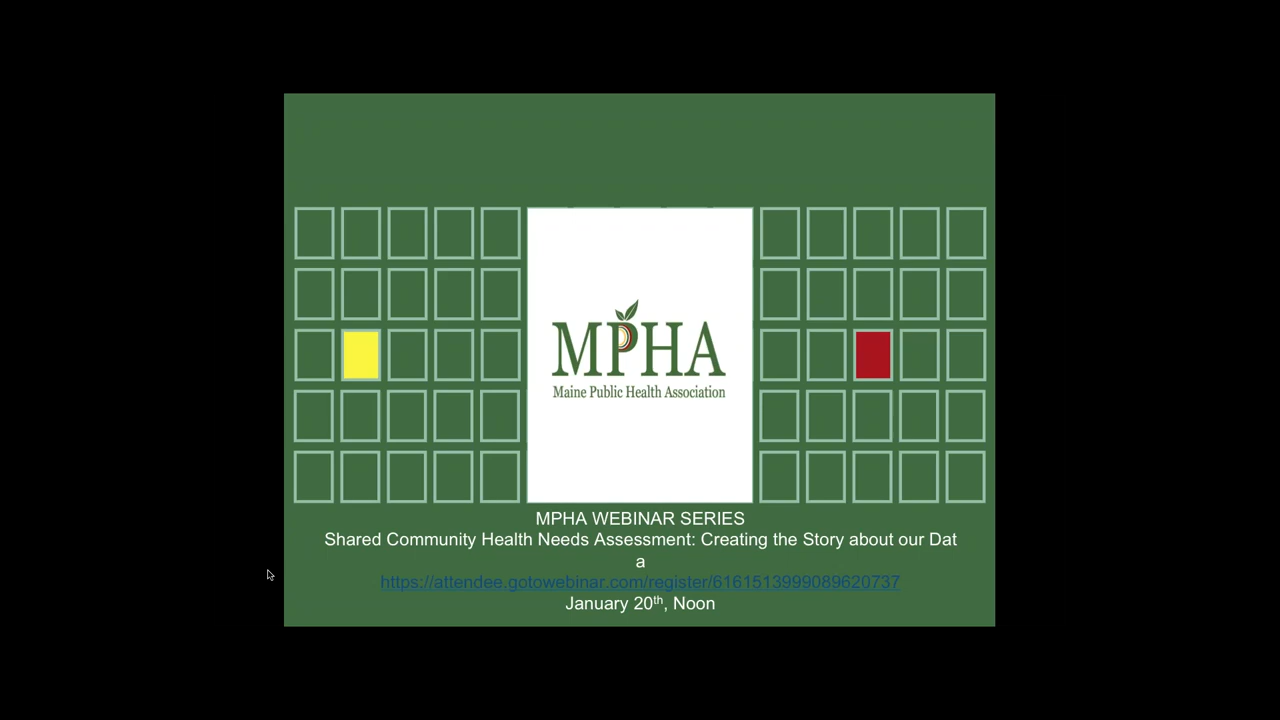 MPHA
Maine Public Health Association
MPHA WEBINAR SERIES
Shared Community Health Needs Assessment: Creating the Story about our Dat
a
https://attendee.gotowebinar.com/register/6161513999089620737
January 20th, Noon